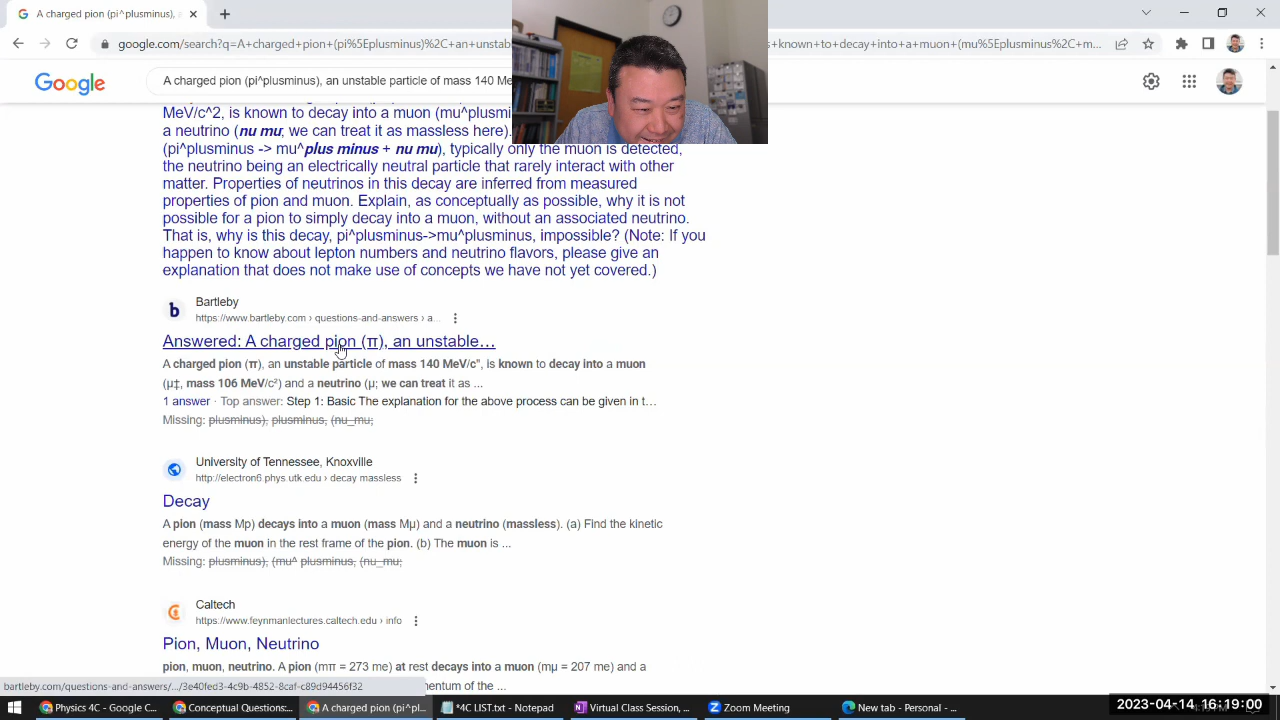 A charged pion (pi^plusminus),
google.com/search?q=A+charged+pion+(pi%5Eplusminus)%2C+an+unstab
known+to+decay+into+a+muon+(mu%5Eplusminus%2C+m...
Google
A charged pion (pi^plusminus), an unstable particle of mass 140 Me
MeV/c^2, is known to decay into a muon (mu^plusmi
a neutrino (nu mu; we can treat it as massless here).
(pi^plusminus -> mu^plus minus + nu mu), typically only the muon is detected,
the neutrino being an electrically neutral particle that rarely interact with other
matter. Properties of neutrinos in this decay are inferred from measured
properties of pion and muon. Explain, as conceptually as possible, why it is not
possible for a pion to simply decay into a muon, without an associated neutrino.
That is, why is this decay, pi^plusminus->mu^plusminus, impossible? (Note: If you
happen to know about lepton numbers and neutrino flavors, please give an
explanation that does not make use of concepts we have not yet covered.)
b
Bartleby
https://www.bartleby.com › questions-and-answers › a...
Answered: A charged pion (π), an unstable…
A charged pion (π), an unstable particle of mass 140 MeV/c", is known to decay into a muon
(µ‡, mass 106 MeV/c²) and a neutrino (µ; we can treat it as ...
1 answer · Top answer: Step 1: Basic The explanation for the above process can be given in t…
Missing: plusminus), plusminus, (nu_mu;
University of Tennessee, Knoxville
http://electron6.phys.utk.edu › decay massless
Decay
A pion (mass Mp) decays into a muon (mass Mµ) and a neutrino (massless). (a) Find the kinetic
energy of the muon in the rest frame of the pion. (b) The muon is ...
Missing: plusminus), (mu^ plusminus, (nu_mu;
Caltech
https://www.feynmanlectures.caltech.edu › info
Pion, Muon, Neutrino
pion, muon, neutrino. A pion (mπ = 273 me) at rest decays into a muon (mµ = 207 me) and a
mentum of the ...
bartleby.com/questions-and-answers/.../3e40fed3-4c9b-4852-8caf-c89d94456f32
Physics 4C - Google C...
Conceptual Questions...
A charged pion (pi^pl...
*4C LIST.txt - Notepad
Virtual Class Session, ...
Zoom Meeting
New tab - Personal - ...
2023-04-14 16:19:00